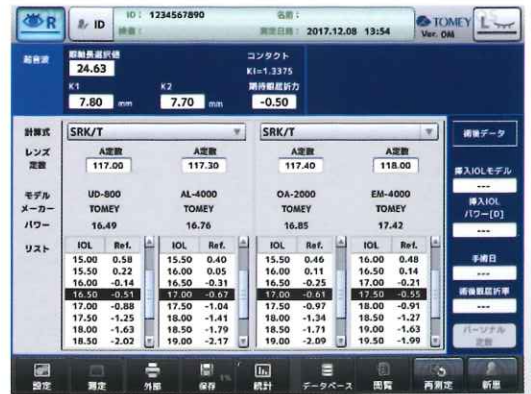 R
ID
ID： 1234567890
名前：
検者：
測定日時： 2017.12.08 13:54
TOMEY
Ver. 0M
L
超音波
眼軸長選択値
24.63
コンタクト
Ki=1.3375
K1
K2
期待眼屈折力
7.80 mm
7.70 mm
-0.50
計算式
SRK/T
SRK/T
術後データ
レンズ定数
A定数
A定数
A定数
A定数
117.00
117.30
117.40
118.00
挿入IOLモデル
---
モデル
UD-800
AL-4000
OA-2000
EM-4000
メーカー
TOMEY
TOMEY
TOMEY
TOMEY
挿入IOL
パワー[D]
---
パワー
16.49
16.76
16.85
17.42
リスト
IOL Ref. IOL Ref. IOL Ref. IOL Ref.
15.00 0.58 15.50 0.40 15.50 0.46 16.00 0.48
15.50 0.22 16.00 0.05 16.00 0.11 16.50 0.14
16.00 -0.14 16.50 -0.31 16.50 -0.25 17.00 -0.21
16.50 -0.51 17.00 -0.67 17.00 -0.61 17.50 -0.55
17.00 -0.88 17.50 -1.04 17.50 -0.97 18.00 -0.91
17.50 -1.25 18.00 -1.41 18.00 -1.34 18.50 -1.27
18.00 -1.63 18.50 -1.79 18.50 -1.71 19.00 -1.63
18.50 -2.02 19.00 -2.17 19.00 -2.09 19.50 -1.99
手術日
---
術後眼屈折率
---
パーソナル
定数
設定
測定
外部
保存
1%
統計
データベース
閲覧
再測定
新患